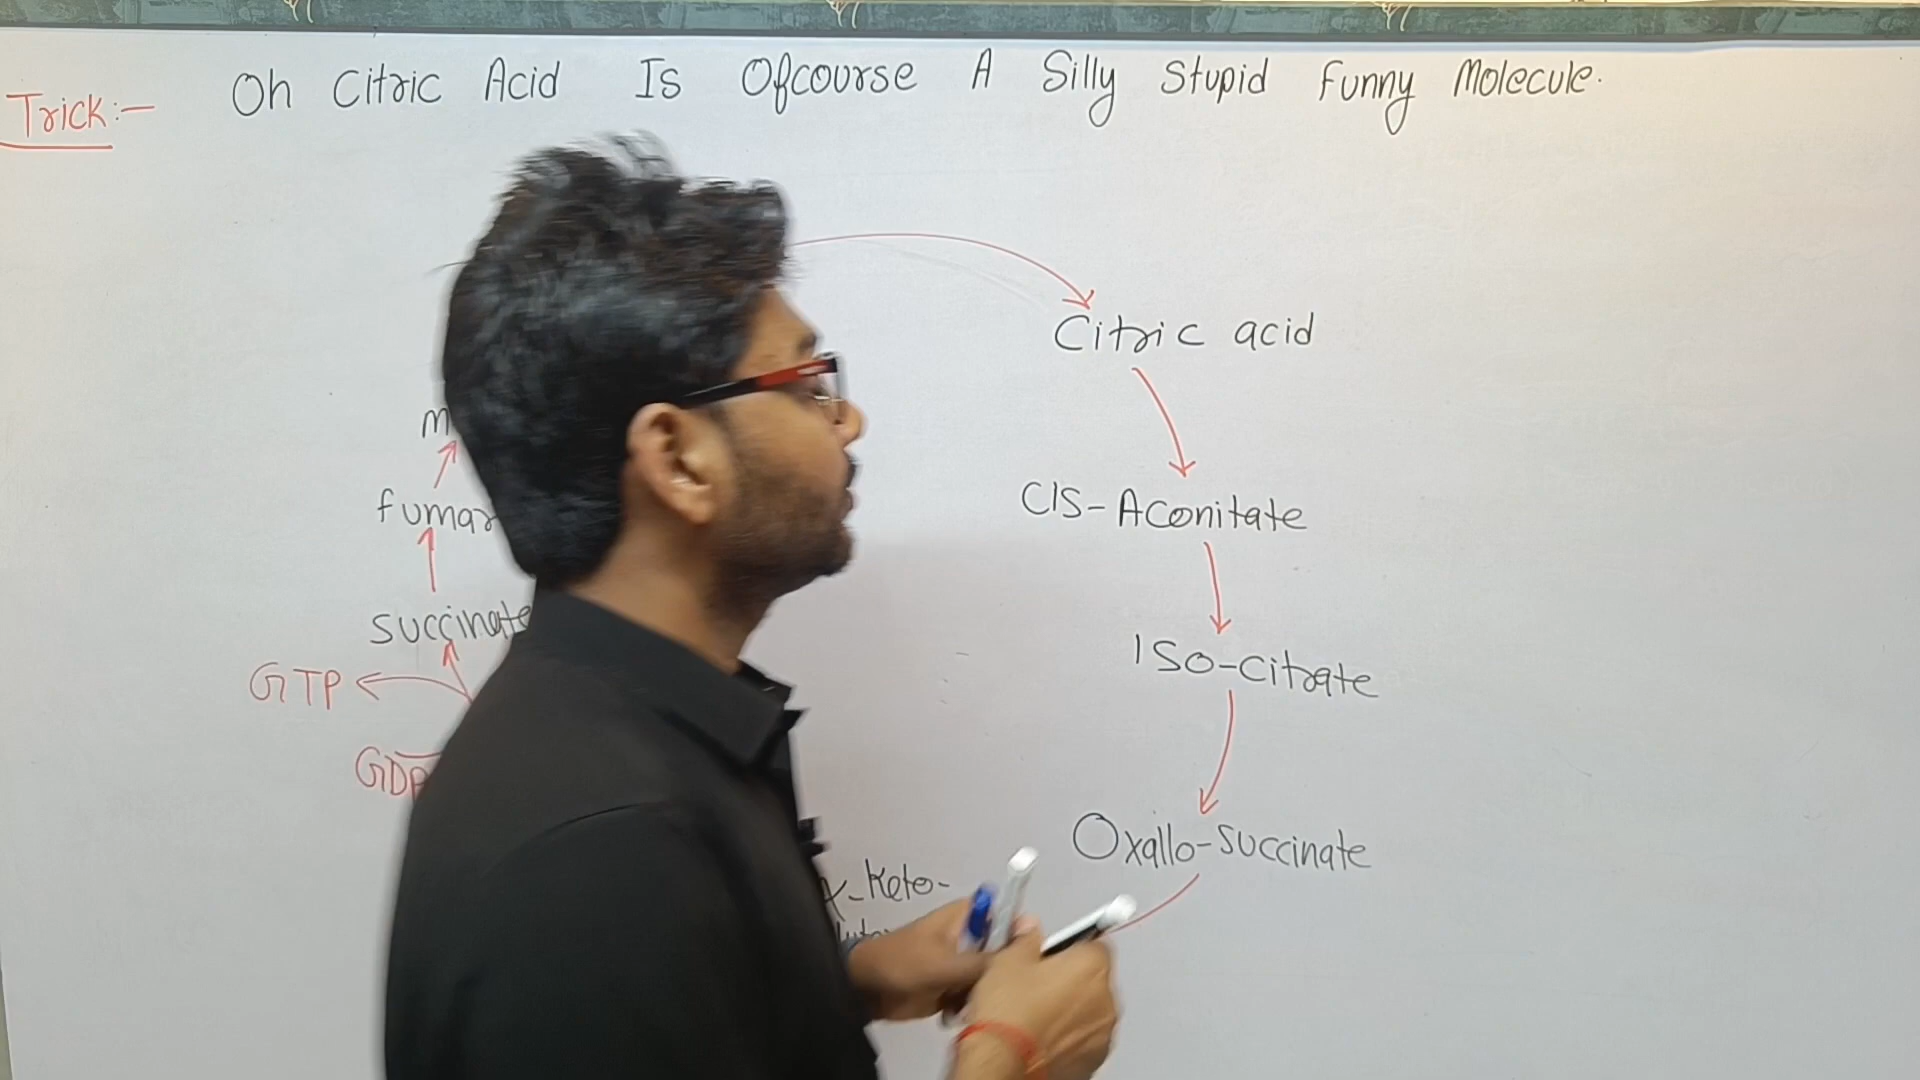 Trick:- Oh Citric Acid Is Ofcourse A Silly Stupid Funny Molecule.
Citric acid
CIS-Aconitate
fumar
succinate
ISO-citrate
GTP
GDP
Oxallo-succinate
-Keto-